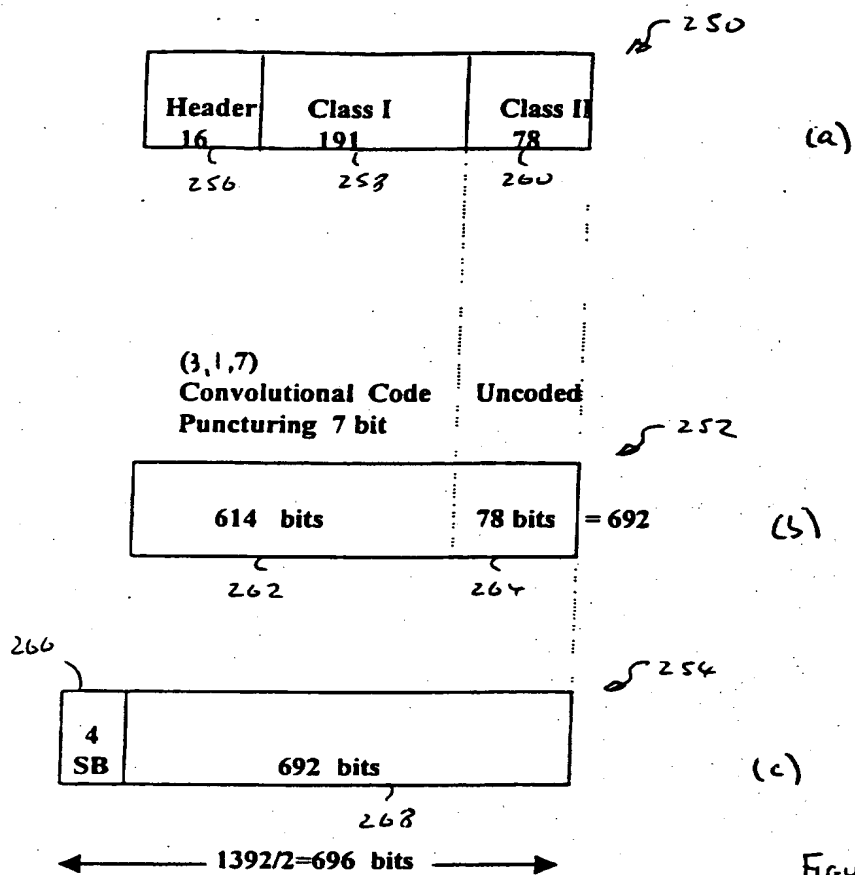 250
Header Class I Class II
16 191 78
(a)
256 258 260
(3,1,7)
Convolutional Code Uncoded
Puncturing 7 bit
252
614 bits 78 bits = 692
(b)
262 264
266
254
4
SB 692 bits
(c)
268
1392/2=696 bits